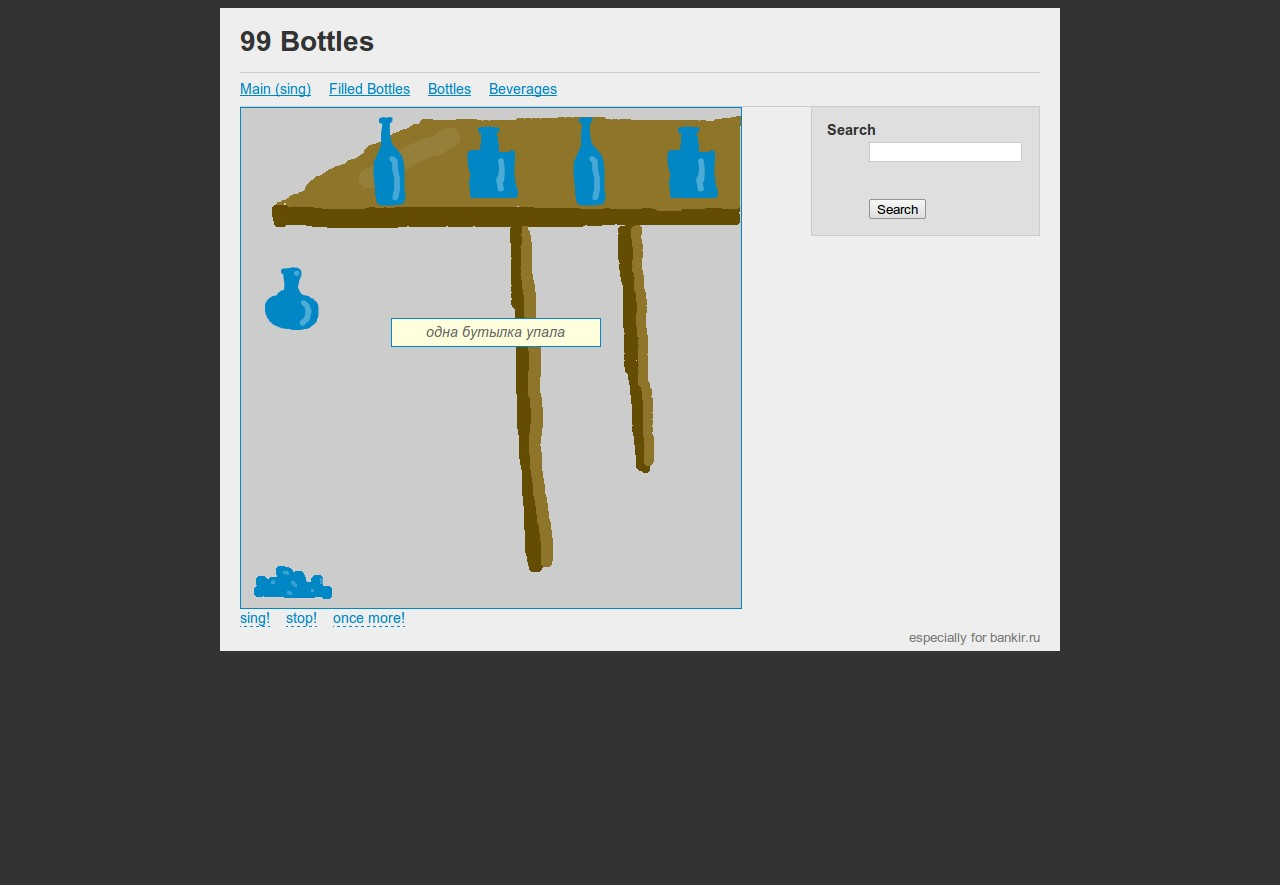 99 Bottles
Main (sing) Filled Bottles Bottles Beverages
Search
Search
одна бутылка упала
sing! stop! once more!
especially for bankir.ru